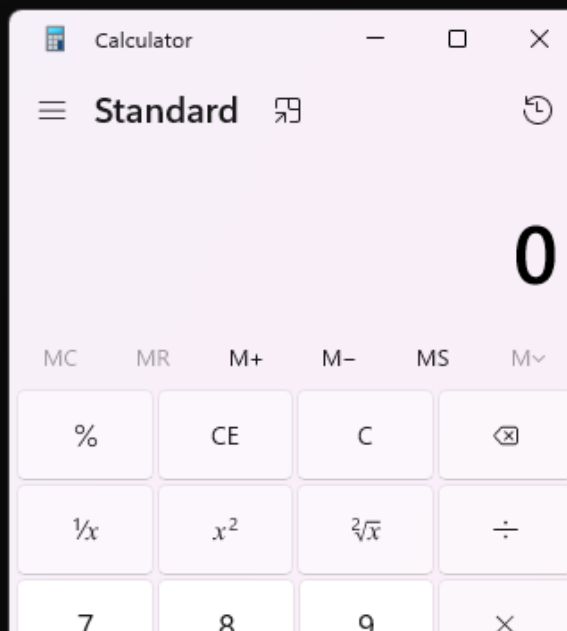 Calculator
Standard
0
MC MR M+ M− MS M
% CE C
¹⁄x x² ²√x ÷
7 8 9 ×